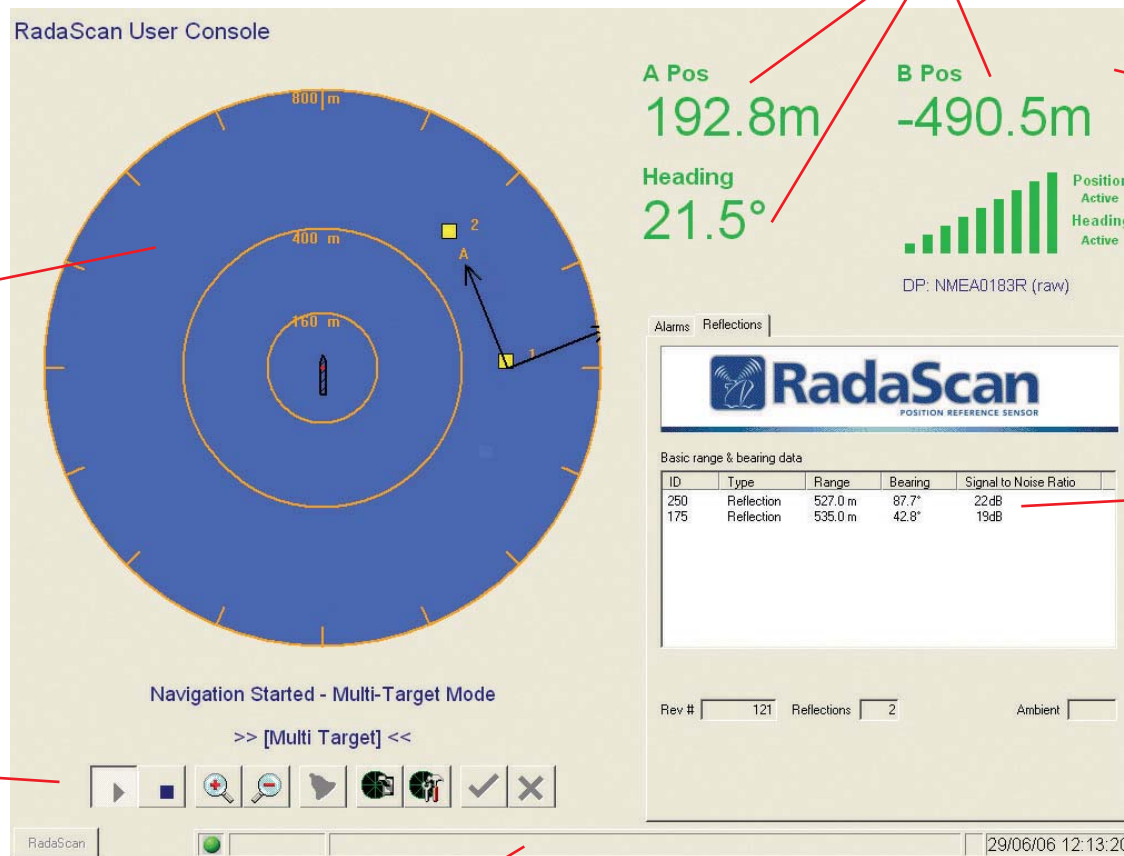 RadaScan User Console
800 m
400 m
160 m
2
A
1
A Pos
192.8m
B Pos
-490.5m
Heading
21.5°
Position
Active
Heading
Active
DP: NMEA0183R (raw)
Alarms Reflections
RadaScan
POSITION REFERENCE SENSOR
Basic range & bearing data
ID Type Range Bearing Signal to Noise Ratio
250 Reflection 527.0 m 87.7° 22dB
175 Reflection 535.0 m 42.8° 19dB
Rev # 121 Reflections 2 Ambient
Navigation Started - Multi-Target Mode
>> [Multi Target] <<
RadaScan
29/06/06 12:13:20